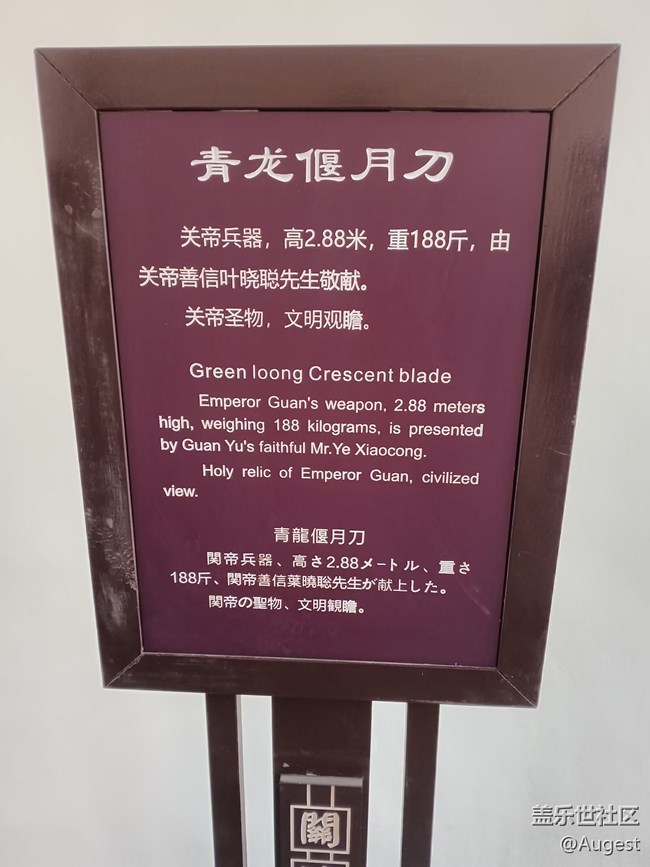 青龙偃月刀
关帝兵器，高2.88米，重188斤，由
关帝善信叶晓聪先生敬献。
关帝圣物，文明观瞻。
Green loong Crescent blade
Emperor Guan's weapon, 2.88 meters
high, weighing 188 kilograms, is presented
by Guan Yu's faithful Mr.Ye Xiaocong.
Holy relic of Emperor Guan, civilized
view.
青龍偃月刀
関帝兵器、高さ2.88メートル、重さ
188斤、関帝善信葉曉聡先生が献上した。
関帝の聖物、文明観瞻。
關
盖乐世社区
@Augest